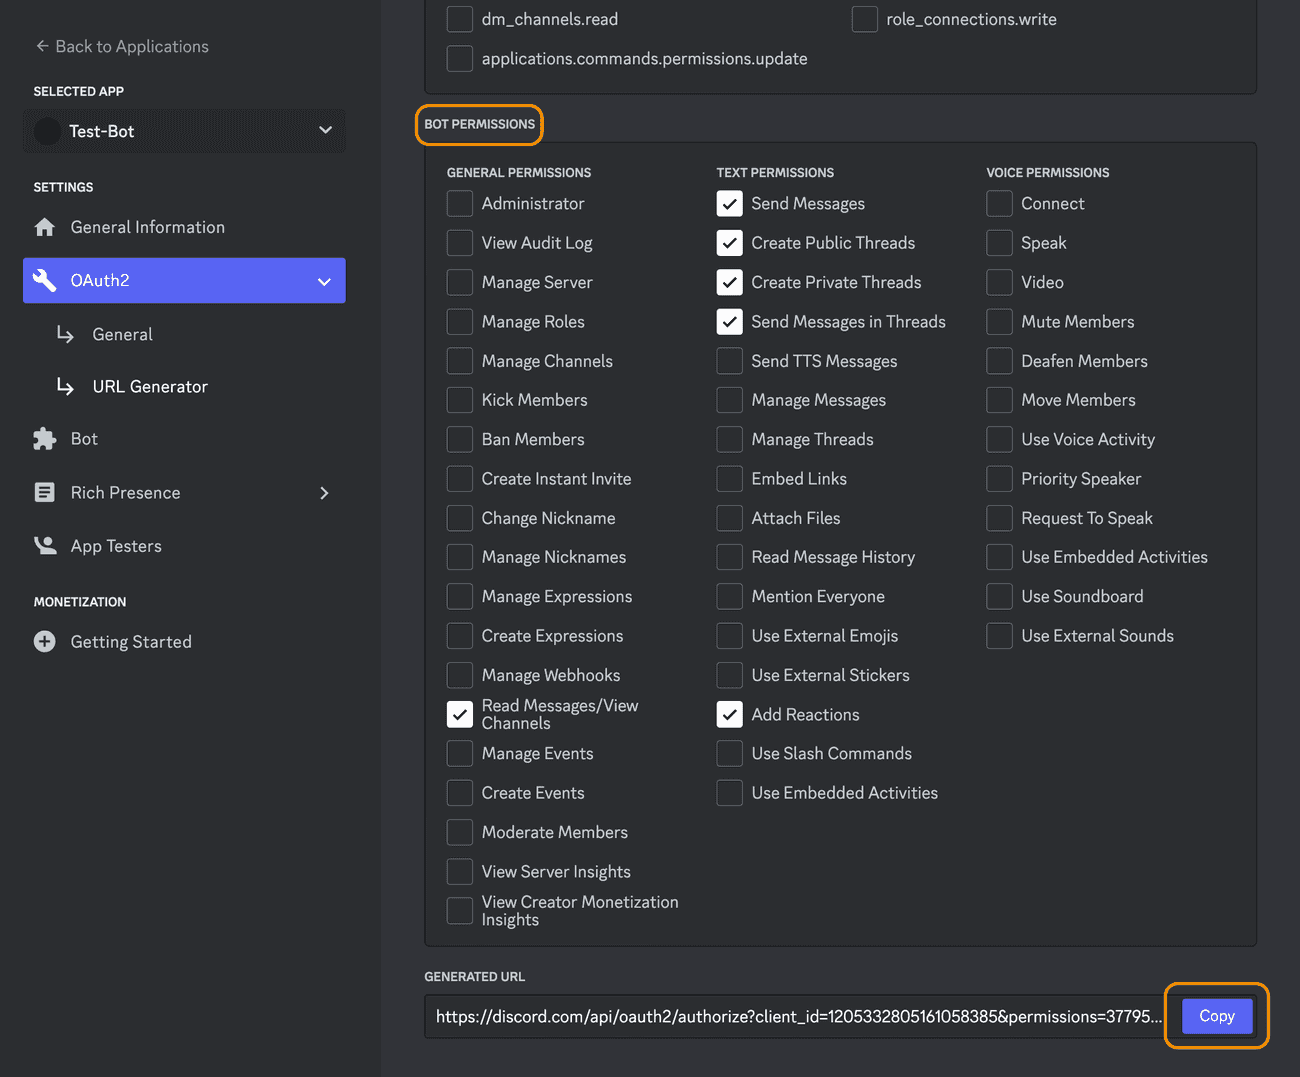 Back to Applications
SELECTED APP
Test-Bot
SETTINGS
General Information
OAuth2
General
URL Generator
Bot
Rich Presence
App Testers
MONETIZATION
Getting Started
dm_channels.read
role_connections.write
applications.commands.permissions.update
BOT PERMISSIONS
GENERAL PERMISSIONS
Administrator
View Audit Log
Manage Server
Manage Roles
Manage Channels
Kick Members
Ban Members
Create Instant Invite
Change Nickname
Manage Nicknames
Manage Expressions
Create Expressions
Manage Webhooks
Read Messages/View
Channels
Manage Events
Create Events
Moderate Members
View Server Insights
View Creator Monetization
Insights
TEXT PERMISSIONS
Send Messages
Create Public Threads
Create Private Threads
Send Messages in Threads
Send TTS Messages
Manage Messages
Manage Threads
Embed Links
Attach Files
Read Message History
Mention Everyone
Use External Emojis
Use External Stickers
Add Reactions
Use Slash Commands
Use Embedded Activities
VOICE PERMISSIONS
Connect
Speak
Video
Mute Members
Deafen Members
Move Members
Use Voice Activity
Priority Speaker
Request To Speak
Use Embedded Activities
Use Soundboard
Use External Sounds
GENERATED URL
https://discord.com/api/oauth2/authorize?client_id=1205332805161058385&permissions=37795...
Copy